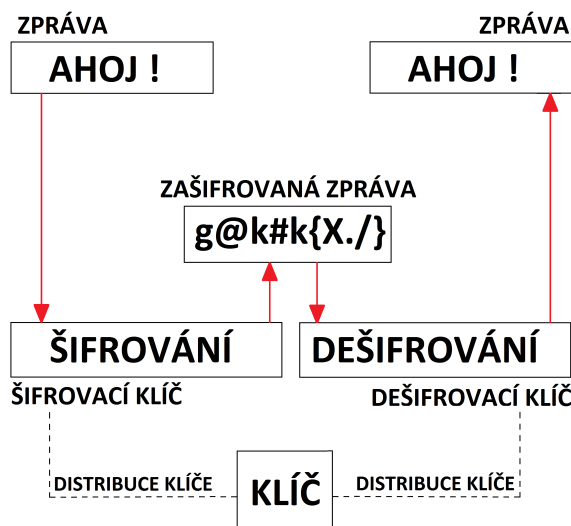 ZPRÁVA
ZPRÁVA
AHOJ !
AHOJ !
ZAŠIFROVANÁ ZPRÁVA
g@k#k{X./}
ŠIFROVÁNÍ
DEŠIFROVÁNÍ
ŠIFROVACÍ KLÍČ
DEŠIFROVACÍ KLÍČ
DISTRIBUCE KLÍČE
KLÍČ
DISTRIBUCE KLÍČE